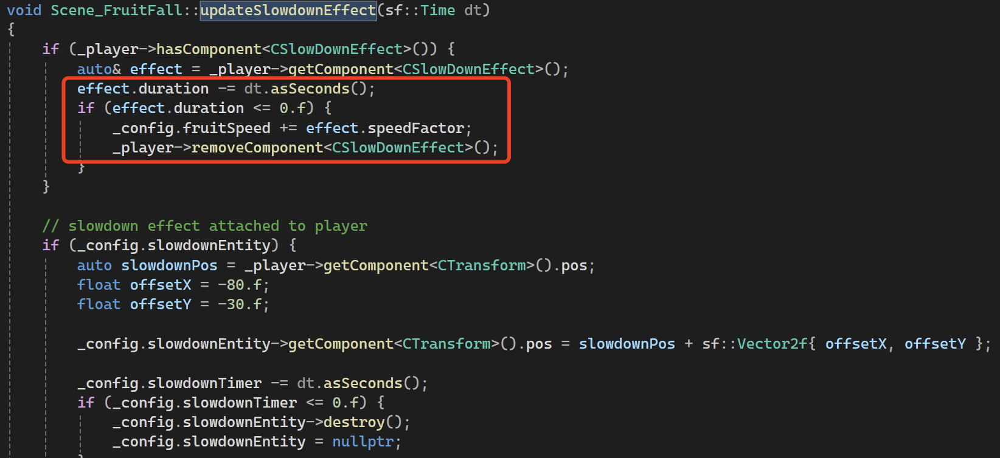 void Scene_FruitFall::updateSlowdownEffect(sf::Time dt)
{
if (_player->hasComponent<CSlowDownEffect>()) {
auto& effect = _player->getComponent<CSlowDownEffect>();
effect.duration -= dt.asSeconds();
if (effect.duration <= 0.f) {
_config.fruitSpeed += effect.speedFactor;
_player->removeComponent<CSlowDownEffect>();
}
}
// slowdown effect attached to player
if (_config.slowdownEntity) {
auto slowdownPos = _player->getComponent<CTransform>().pos;
float offsetX = -80.f;
float offsetY = -30.f;
_config.slowdownEntity->getComponent<CTransform>().pos = slowdownPos + sf::Vector2f{ offsetX, offsetY };
_config.slowdownTimer -= dt.asSeconds();
if (_config.slowdownTimer <= 0.f) {
_config.slowdownEntity->destroy();
_config.slowdownEntity = nullptr;
}